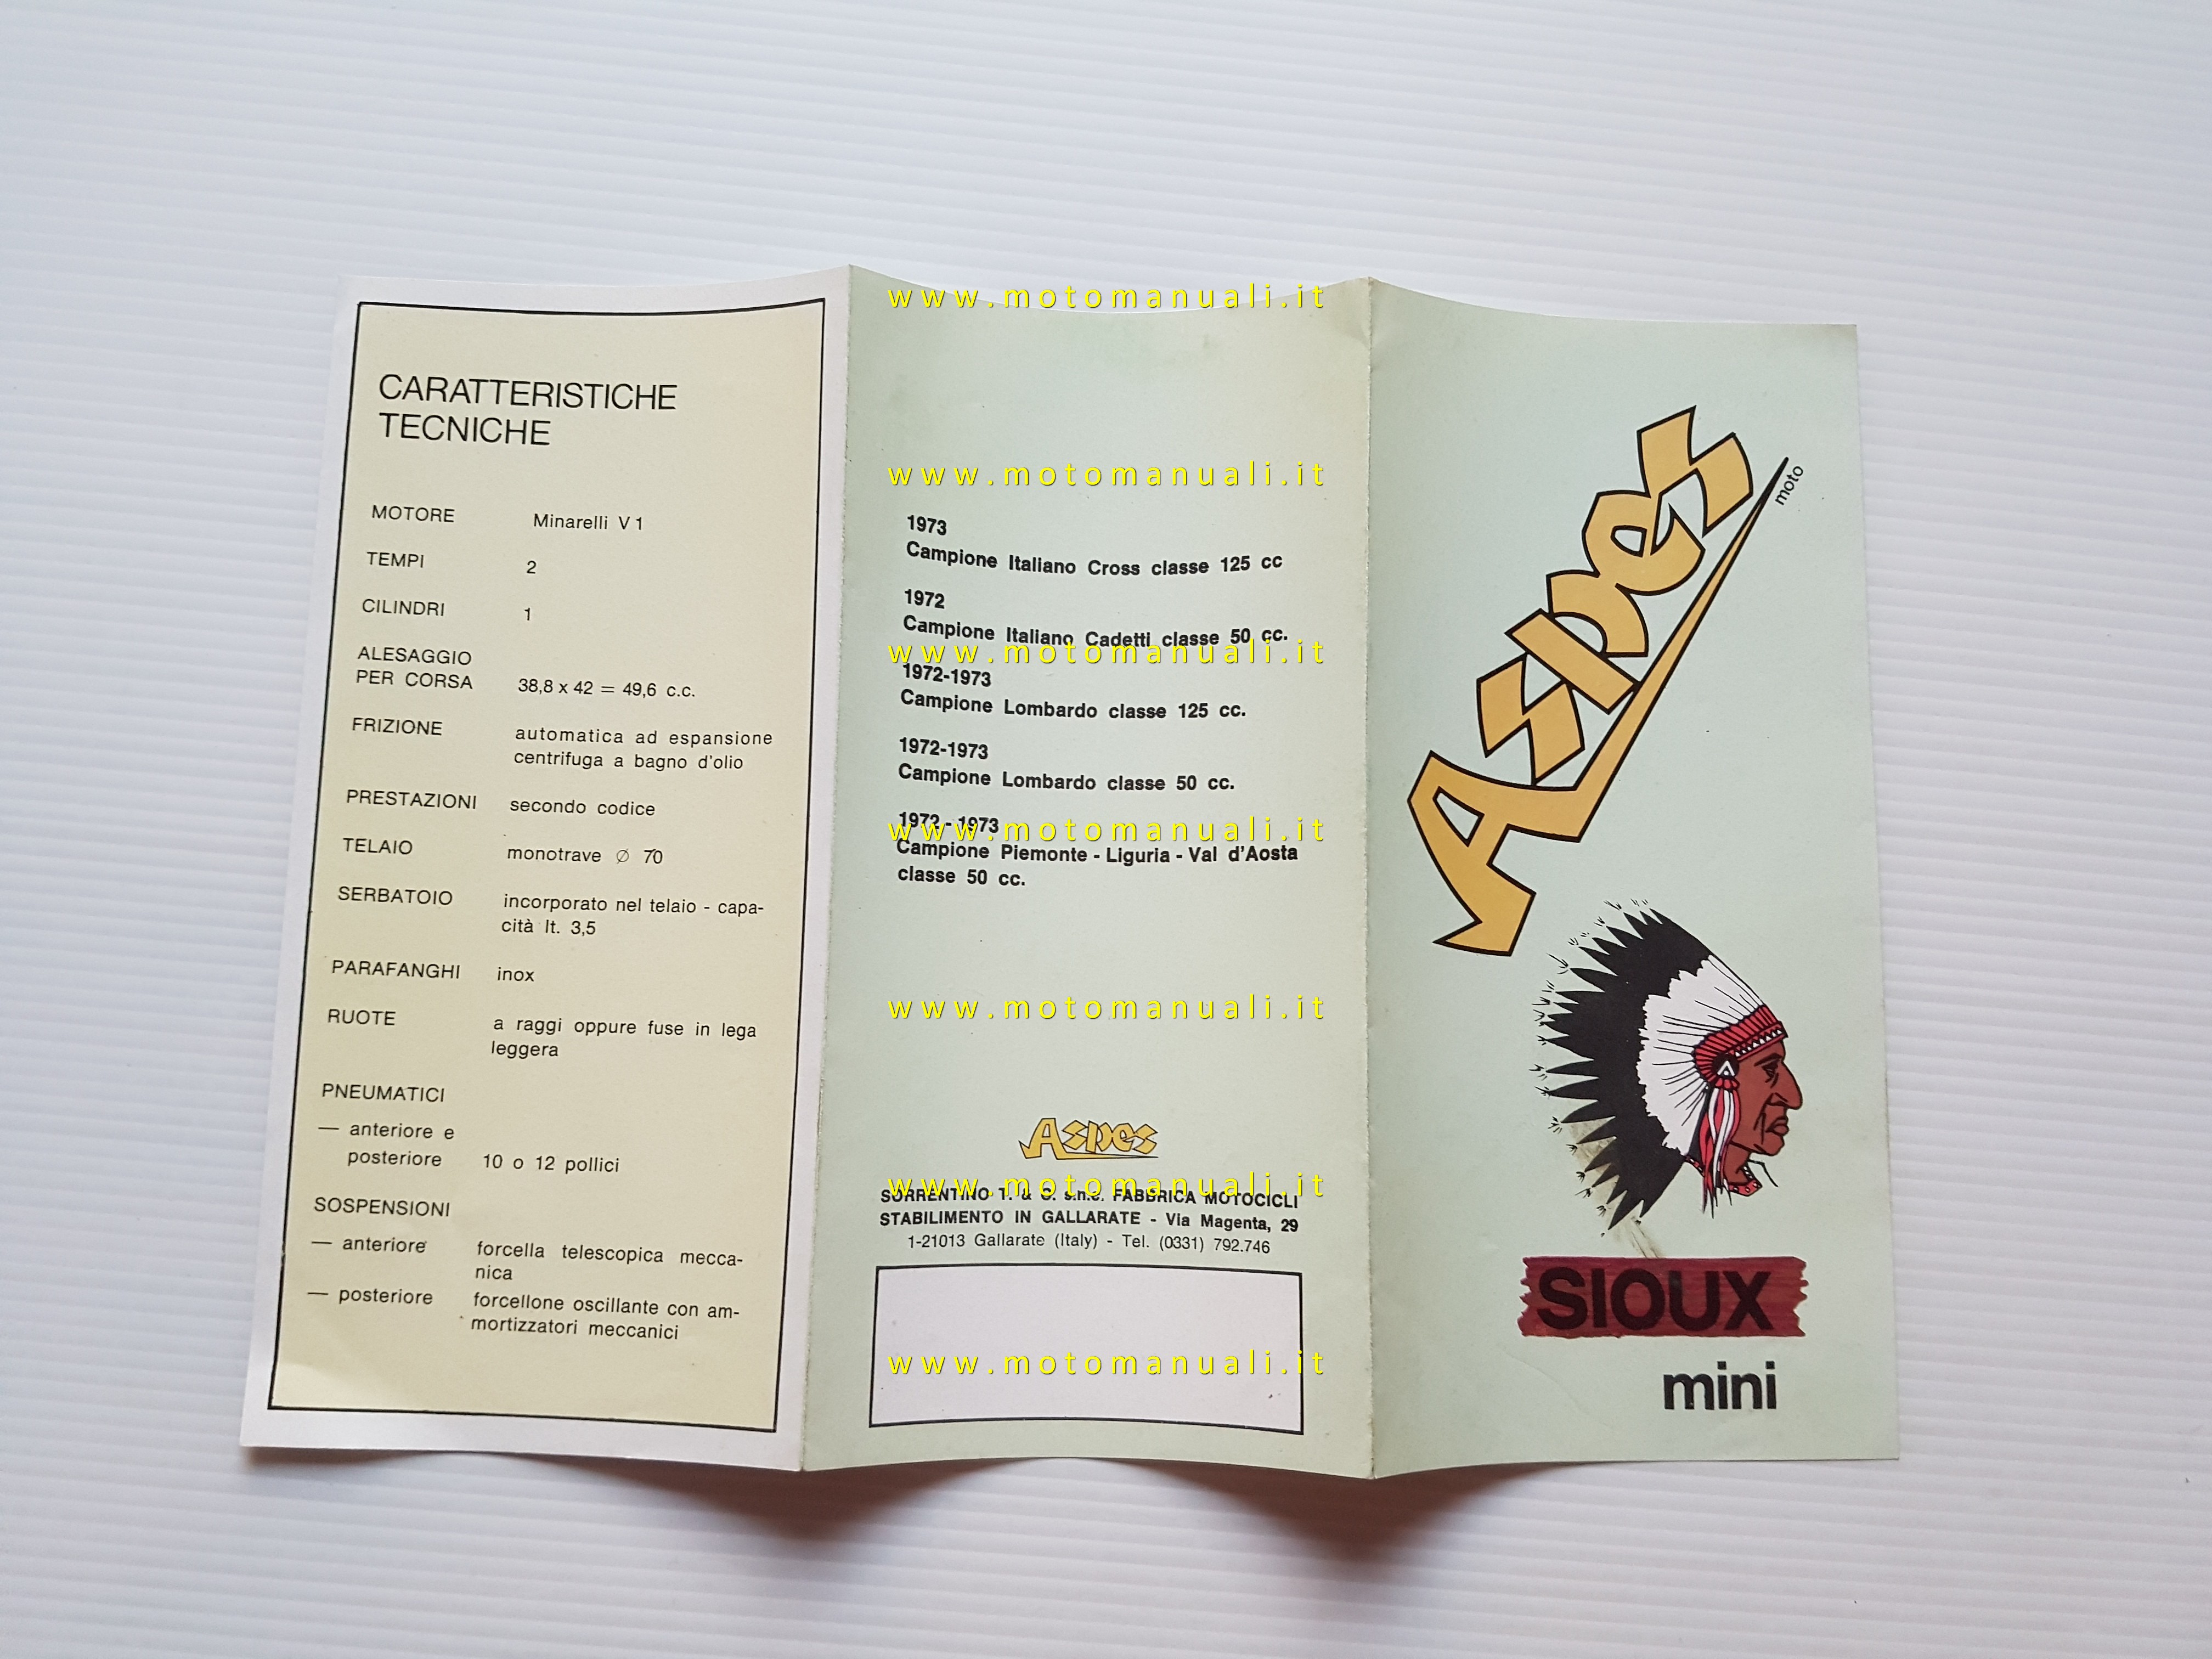 CARATTERISTICHE
TECNICHE
MOTORE Minarelli V 1
TEMPI 2
CILINDRI 1
ALESAGGIO
PER CORSA 38,8 x 42 = 49,6 c.c.
FRIZIONE automatica ad espansione
centrifuga a bagno d'olio
PRESTAZIONI secondo codice
TELAIO monotrave ∅ 70
SERBATOIO incorporato nel telaio - capa-
cità lt. 3,5
PARAFANGHI inox
RUOTE a raggi oppure fuse in lega
leggera
PNEUMATICI
— anteriore e
posteriore 10 o 12 pollici
SOSPENSIONI
— anteriore forcella telescopica mecca-
nica
— posteriore forcellone oscillante con am-
mortizzatori meccanici
www.motomanuali.it
www.motomanuali.it
1973
Campione Italiano Cross classe 125 cc
1972
Campione Italiano Cadetti classe 50 cc.
www.motomanuali.it
1972-1973
Campione Lombardo classe 125 cc.
1972-1973
Campione Lombardo classe 50 cc.
1972 - 1973
www.motomanuali.it
Campione Piemonte - Liguria - Val d'Aosta
classe 50 cc.
www.motomanuali.it
Aspes
www.motomanuali.it
SORRENTINO T. & C. s.n.c. FABBRICA MOTOCICLI
STABILIMENTO IN GALLARATE - Via Magenta, 29
1-21013 Gallarate (Italy) - Tel. (0331) 792.746
www.motomanuali.it
Aspes
moto
SIOUX
mini